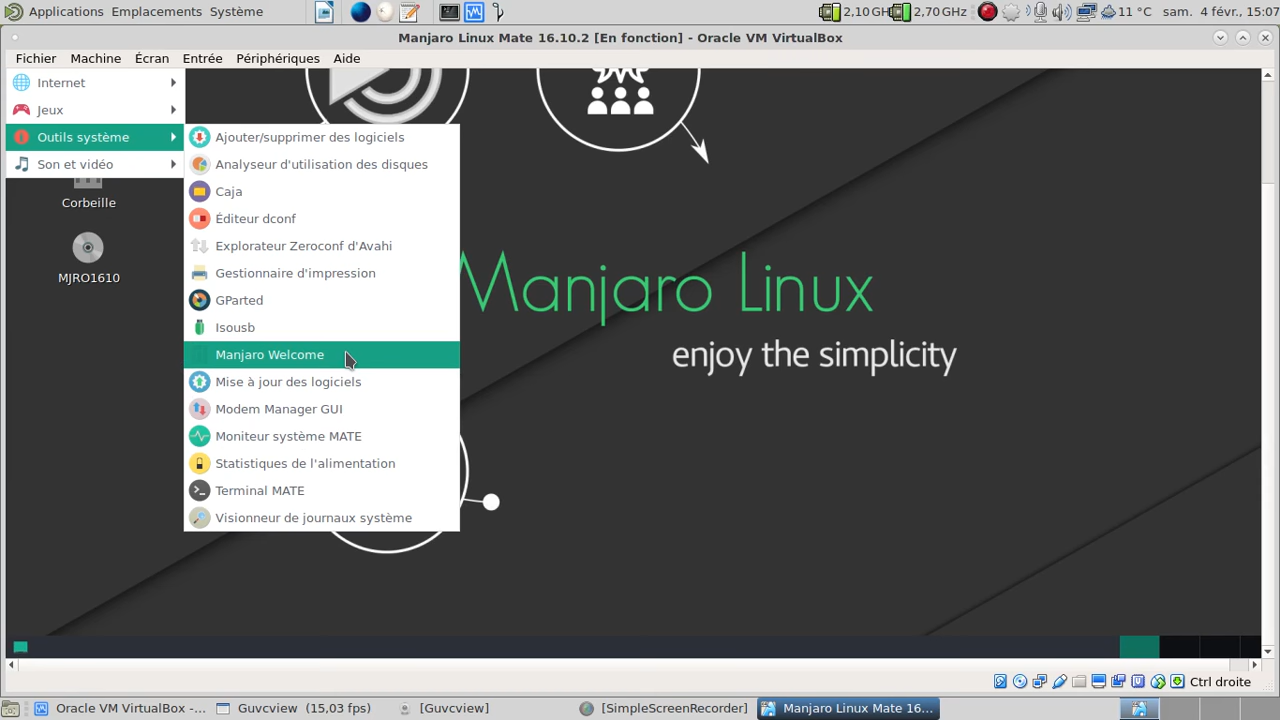 Applications Emplacements Système 2,10 GH 2,70 GHz 11 °C sam. 4 févr., 15:07
Manjaro Linux Mate 16.10.2 [En fonction] - Oracle VM VirtualBox
Fichier Machine Écran Entrée Périphériques Aide
Internet
Jeux
Outils système
Son et vidéo
Ajouter/supprimer des logiciels
Analyseur d'utilisation des disques
Caja
Éditeur dconf
Explorateur Zeroconf d'Avahi
Gestionnaire d'impression
GParted
Isousb
Manjaro Welcome
Mise à jour des logiciels
Modem Manager GUI
Moniteur système MATE
Statistiques de l'alimentation
Terminal MATE
Visionneur de journaux système
Corbeille
MJRO1610
Manjaro Linux
enjoy the simplicity
Ctrl droite
Oracle VM VirtualBox -... Guvcview (15,03 fps) [Guvcview] [SimpleScreenRecorder] Manjaro Linux Mate 16...